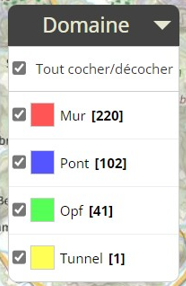 Domaine
Tout cocher/décocher
Mur [220]
Pont [102]
Opf [41]
Tunnel [1]